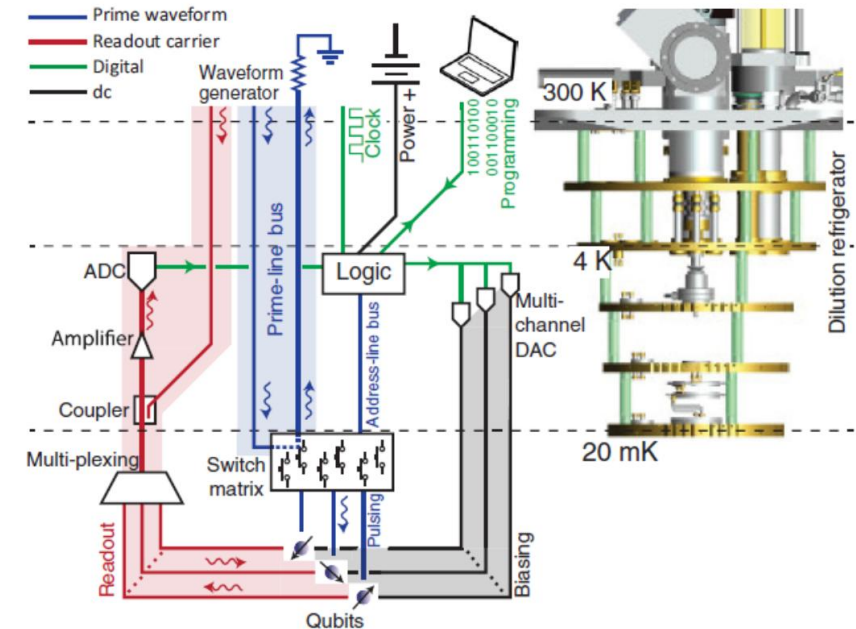 Prime waveform
Readout carrier
Digital
dc
Waveform
generator
Clock
Power +
100110100
001100010
Programming
300 K
Dilution refrigerator
Prime-line bus
ADC
Logic
4 K
Multi-
channel
DAC
Amplifier
Address-line bus
Coupler
Multi-plexing
Switch
matrix
20 mK
Pulsing
Readout
Biasing
Qubits